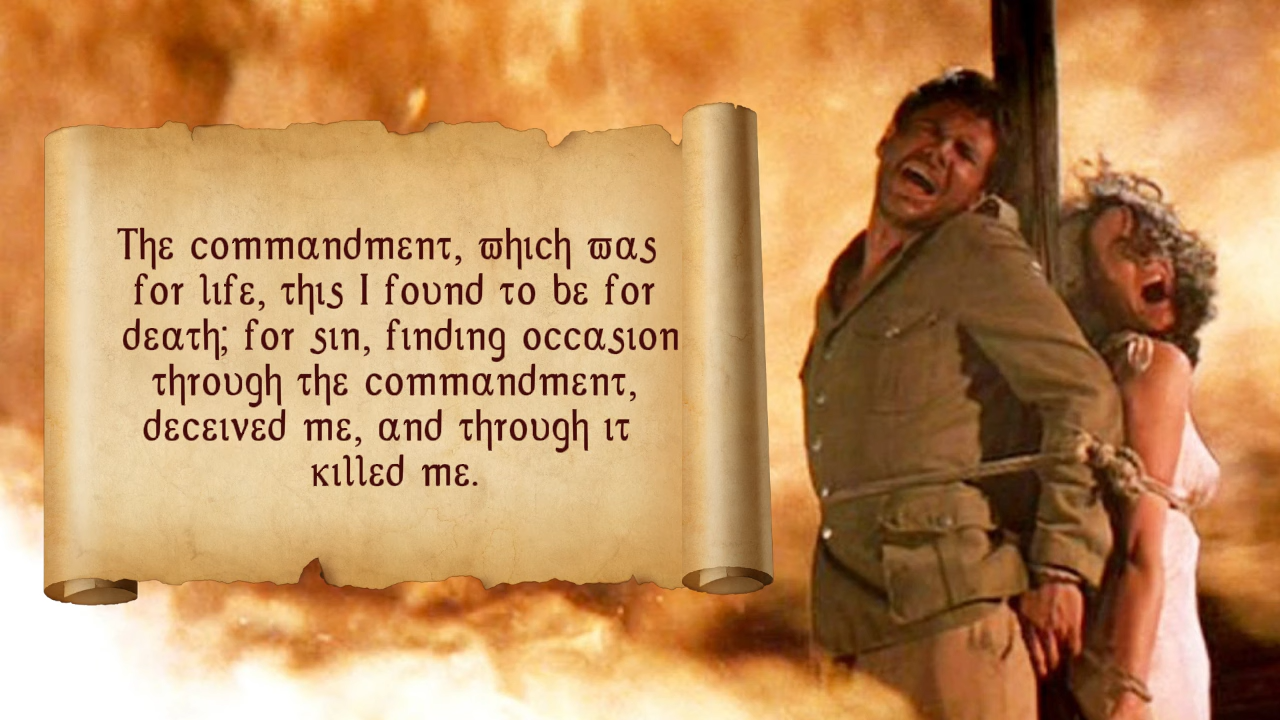 The commandment, which was
for life, this I found to be for
death; for sin, finding occasion
through the commandment,
deceived me, and through it
killed me.